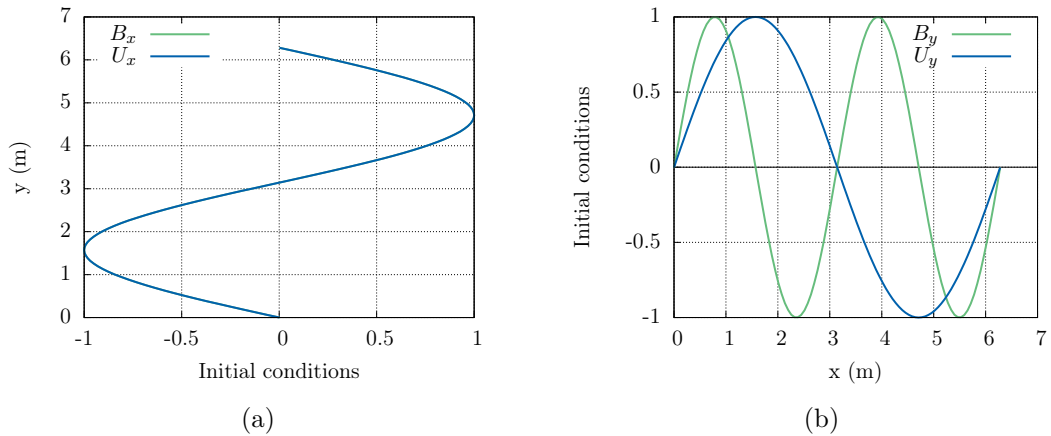 7
6
5
4
3
2
1
0
y (m)
B_x
U_x
-1 -0.5 0 0.5 1
Initial conditions
(a)
1
0.5
0
-0.5
-1
Initial conditions
B_y
U_y
0 1 2 3 4 5 6 7
x (m)
(b)